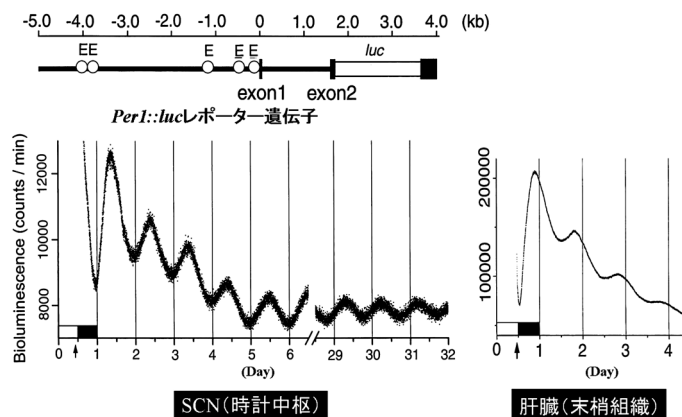 -5.0 -4.0 -3.0 -2.0 -1.0 0 1.0 2.0 3.0 4.0 (kb)
EE E E E luc
exon1 exon2
Per1::lucレポーター遺伝子
Bioluminescence (counts / min)
12000
10000
8000
0 1 2 3 4 5 6 29 30 31 32
(Day)
SCN(時計中枢)
200000
150000
100000
0 1 2 3 4
(Day)
肝臓(末梢組織)